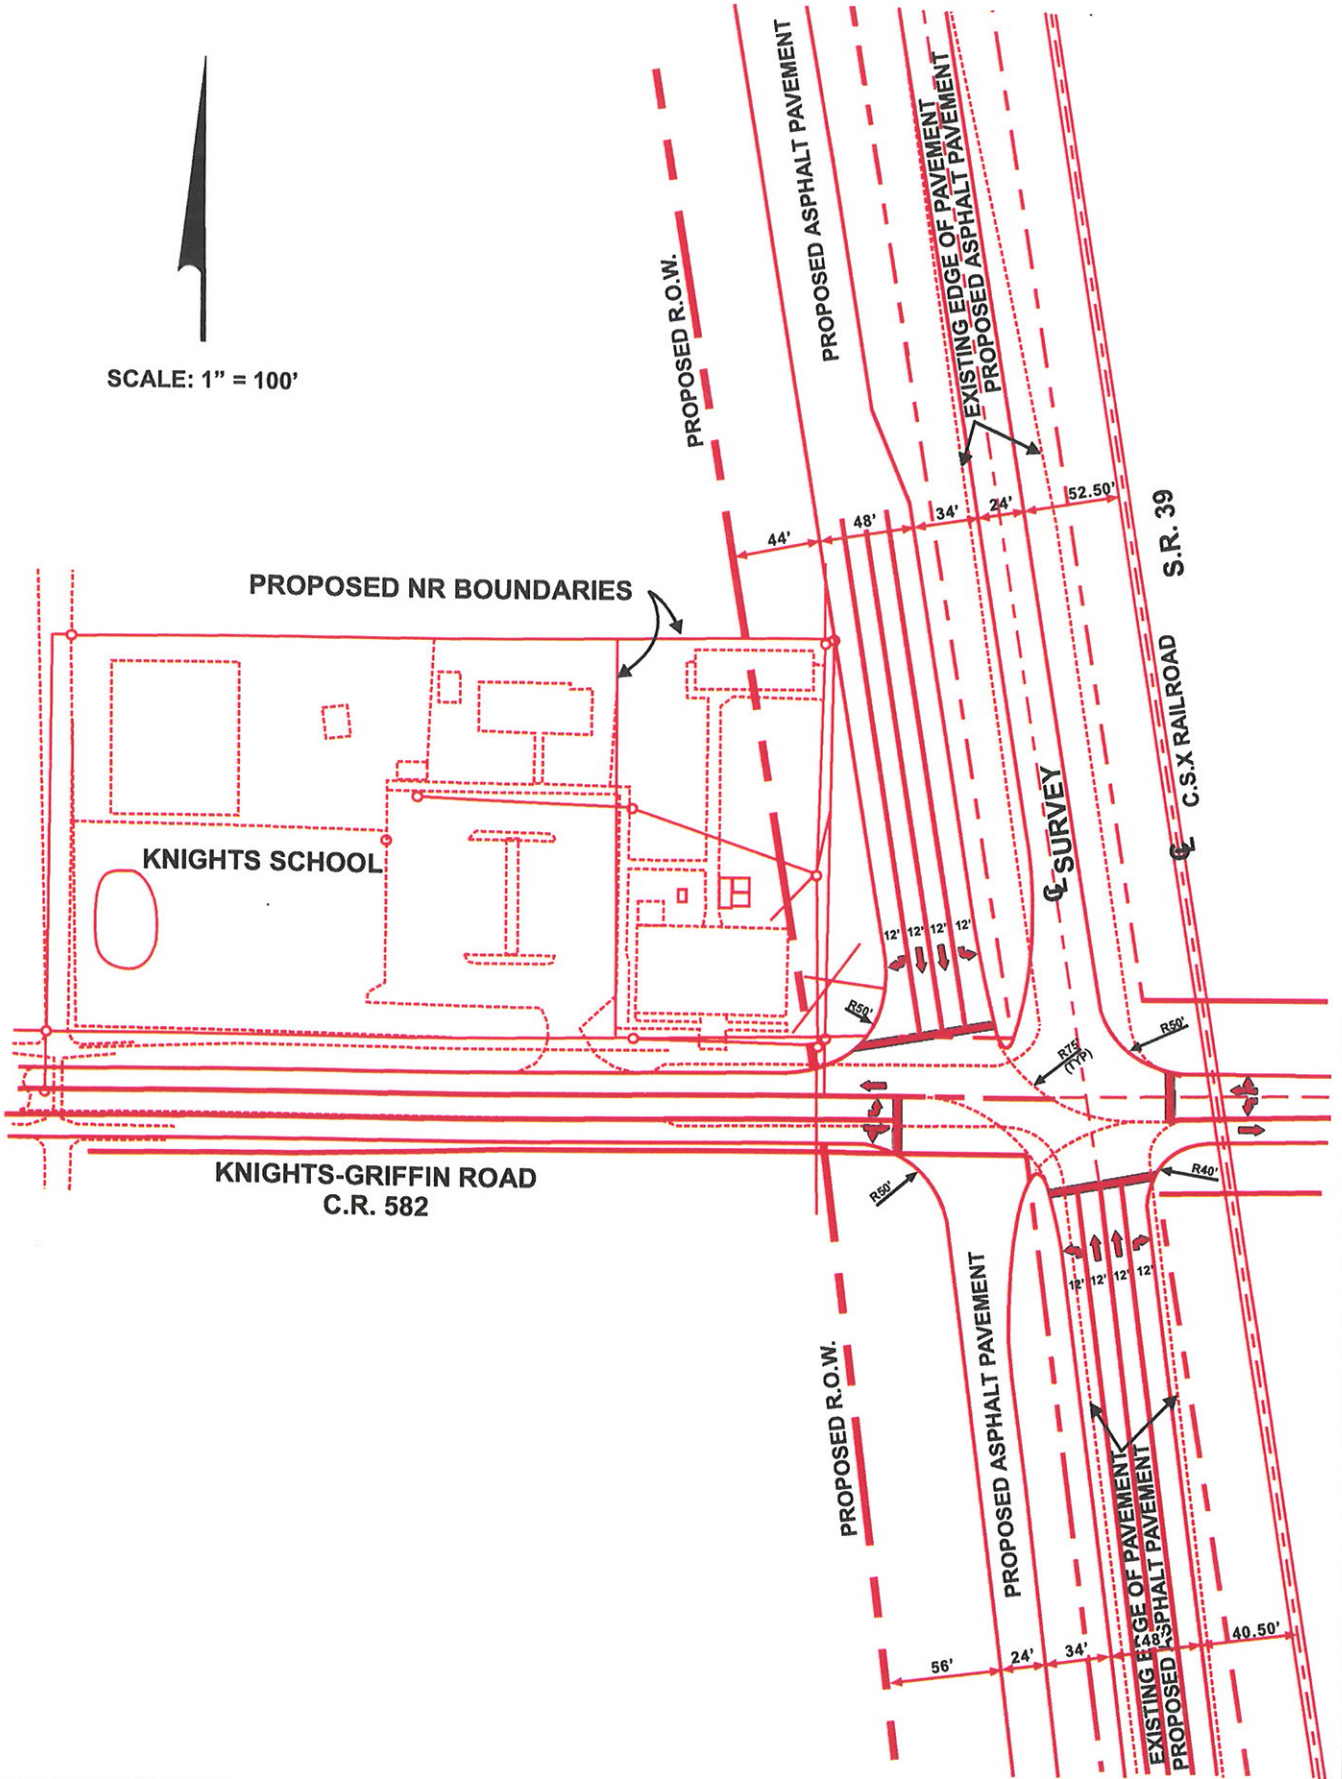 PROPOSED ASPHALT PAVEMENT
EXISTING EDGE OF PAVEMENT
PROPOSED ASPHALT PAVEMENT
PROPOSED R.O.W.
SCALE: 1” = 100’
44’
48’
34’
24’
52.50’
S.R. 39
PROPOSED NR BOUNDARIES
C.S.X RAILROAD
℄
℄ SURVEY
KNIGHTS SCHOOL
12’
12’
12’
12’
R50’
R50’
R75’
(TYP)
KNIGHTS-GRIFFIN ROAD
C.R. 582
R50’
R40’
12’
12’
12’
12’
PROPOSED ASPHALT PAVEMENT
PROPOSED R.O.W.
EXISTING EDGE OF PAVEMENT
PROPOSED ASPHALT PAVEMENT
56’
24’
34’
48’
40.50’